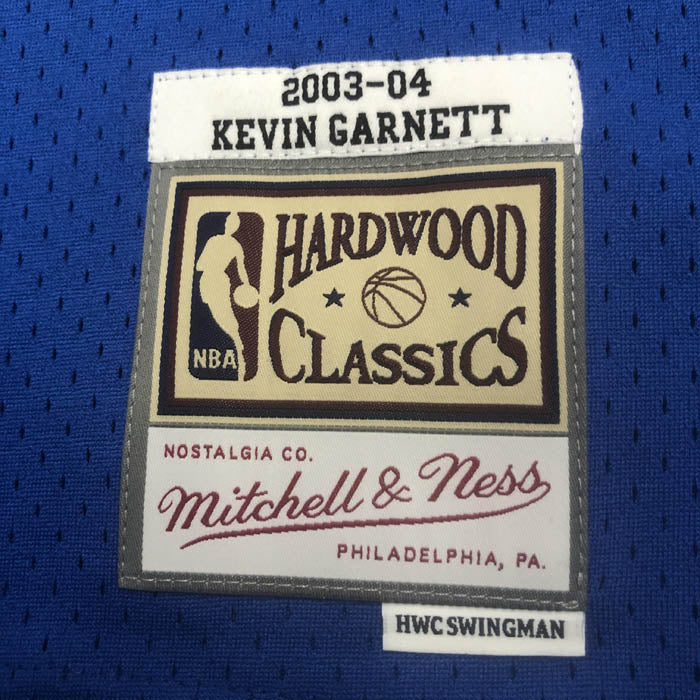 2003-04
KEVIN GARNETT
HARDWOOD
CLASSICS
NBA
NOSTALGIA CO.
Mitchell & Ness
PHILADELPHIA, PA.
HWC SWINGMAN